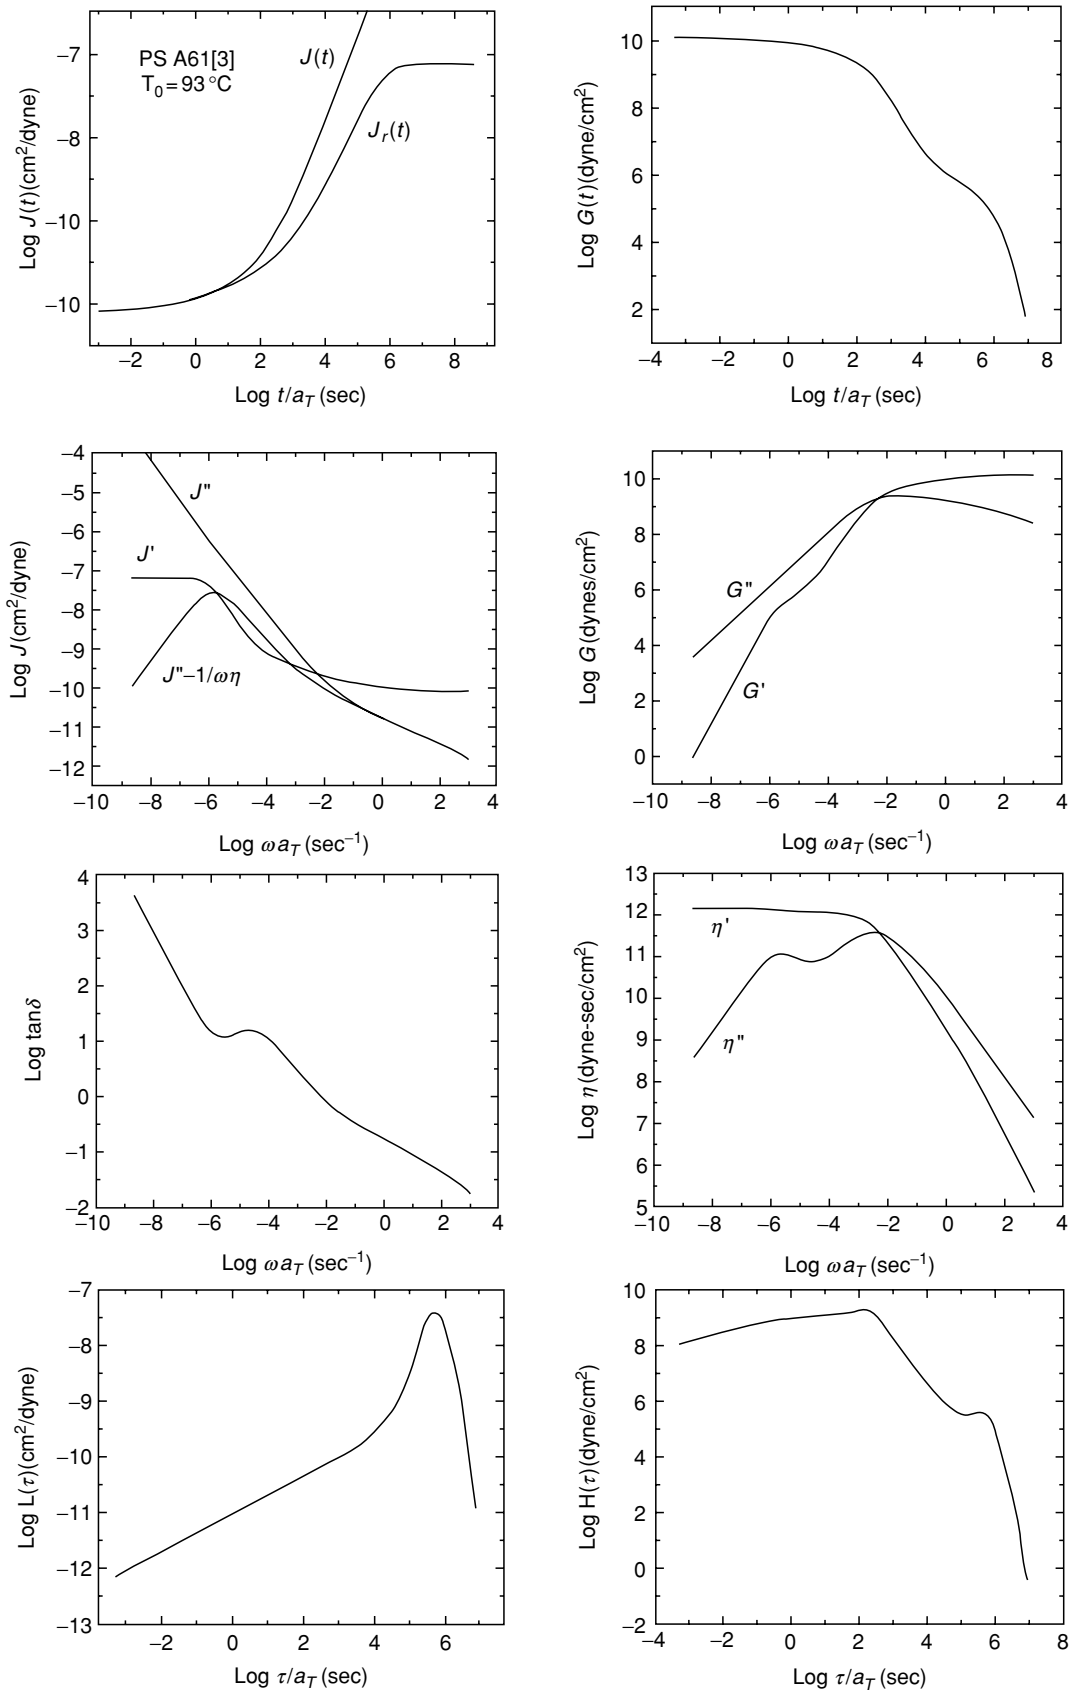 −7
−8
−10
−10
Log J(t)(cm²/dyne)
PS A61[3]
T₀=93 °C
J(t)
Jᵣ(t)
−2 0 2 4 6 8
Log t/a_T (sec)
10
8
6
4
2
Log G(t)(dyne/cm²)
−4 −2 0 2 4 6 8
Log t/a_T (sec)
−4
−5
−6
−7
−8
−9
−10
−11
−12
Log J(cm²/dyne)
J"
J'
J"−1/ωη
−10 −8 −6 −4 −2 0 2 4
Log ωa_T (sec⁻¹)
10
8
6
4
2
0
Log G(dynes/cm²)
G"
G'
−10 −8 −6 −4 −2 0 2 4
Log ωa_T (sec⁻¹)
4
3
2
1
0
−1
−2
Log tanδ
−10 −8 −6 −4 −2 0 2 4
Log ωa_T (sec⁻¹)
13
12
11
10
9
8
7
6
5
Log η(dyne-sec/cm²)
η'
η"
−10 −8 −6 −4 −2 0 2 4
Log ωa_T (sec⁻¹)
−7
−8
−9
−10
−11
−12
−13
Log L(τ)(cm²/dyne)
−2 0 2 4 6
Log τ/a_T (sec)
10
8
6
4
2
0
−2
Log H(τ)(dyne/cm²)
−4 −2 0 2 4 6 8
Log τ/a_T (sec)